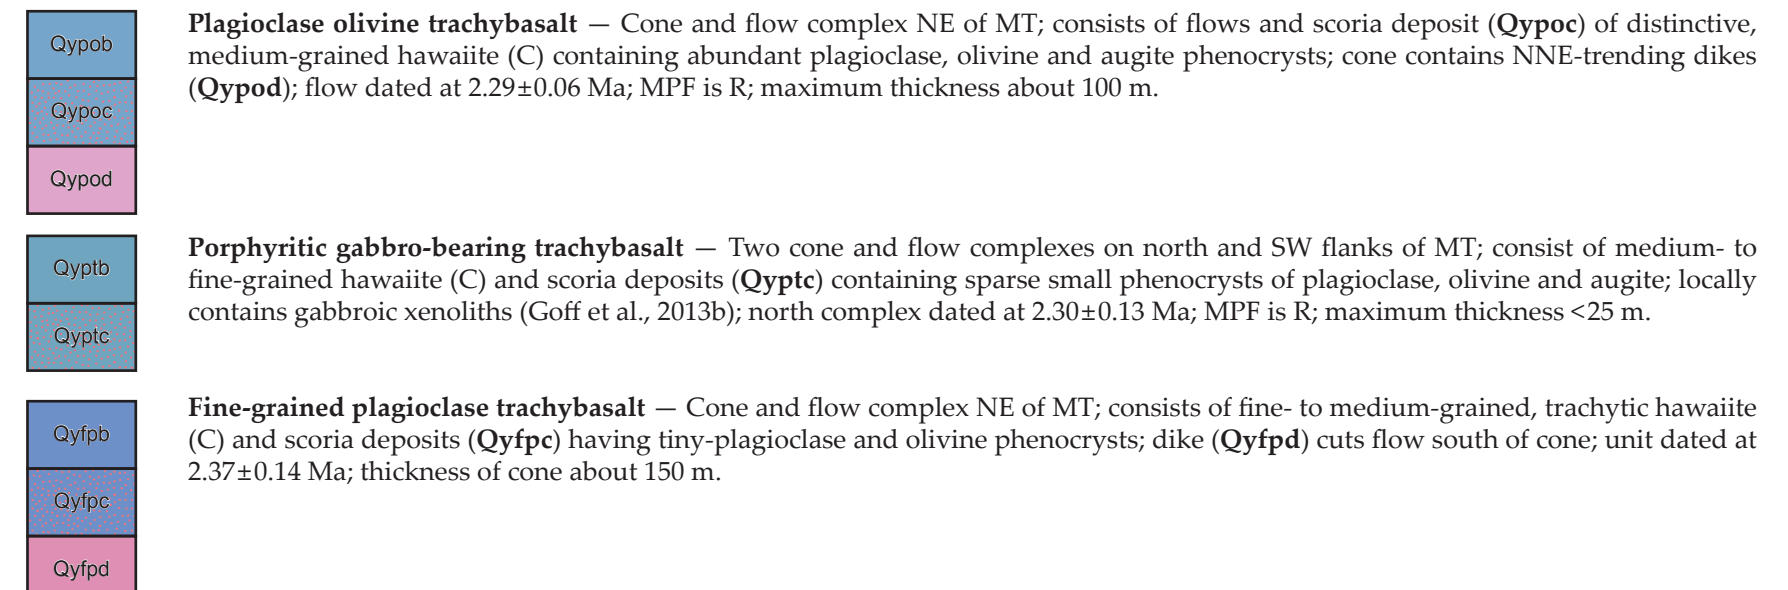 Qypob
Qypoc
Qypod
Plagioclase olivine trachybasalt — Cone and flow complex NE of MT; consists of flows and scoria deposit (Qypoc) of distinctive,
medium-grained hawaiite (C) containing abundant plagioclase, olivine and augite phenocrysts; cone contains NNE-trending dikes
(Qypod); flow dated at 2.29±0.06 Ma; MPF is R; maximum thickness about 100 m.
Qyptb
Qyptc
Porphyritic gabbro-bearing trachybasalt — Two cone and flow complexes on north and SW flanks of MT; consist of medium- to
fine-grained hawaiite (C) and scoria deposits (Qyptc) containing sparse small phenocrysts of plagioclase, olivine and augite; locally
contains gabbroic xenoliths (Goff et al., 2013b); north complex dated at 2.30±0.13 Ma; MPF is R; maximum thickness <25 m.
Qyfpb
Qyfpc
Qyfpd
Fine-grained plagioclase trachybasalt — Cone and flow complex NE of MT; consists of fine- to medium-grained, trachytic hawaiite
(C) and scoria deposits (Qyfpc) having tiny-plagioclase and olivine phenocrysts; dike (Qyfpd) cuts flow south of cone; unit dated at
2.37±0.14 Ma; thickness of cone about 150 m.